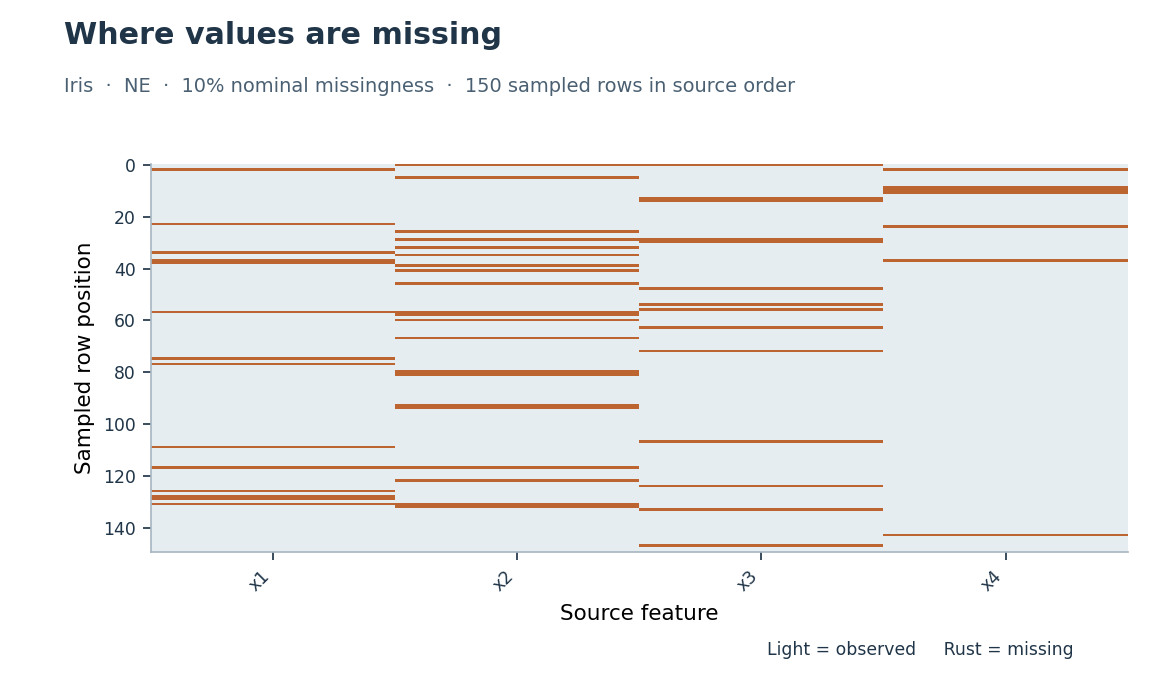 Where values are missing
Iris · NE · 10% nominal missingness · 150 sampled rows in source order
0
20
40
60
80
100
120
140
Sampled row position
x1
x2
x3
x4
Source feature
Light = observed Rust = missing